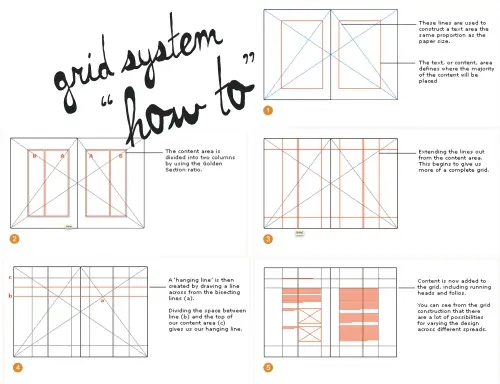 grid system
"how to"
These lines are used to
construct a text area the
same proportion as the
paper size.
The text, or content, area
defines where the majority
of the content will be
placed
1
The content area is
divided into two columns
by using the Golden
Section ratio.
2
Extending the lines out
from the content area.
This begins to give us
more of a complete grid.
3
A 'hanging line' is then
created by drawing a line
across from the bisecting
lines (a).
Dividing the space between
line (b) and the top of
our content area (c)
gives us our hanging line.
c
b
a
4
Content is now added to
the grid, including running
heads and folios.
You can see from the grid
construction that there
are a lot of possibilities
for varying the design
across different spreads.
5